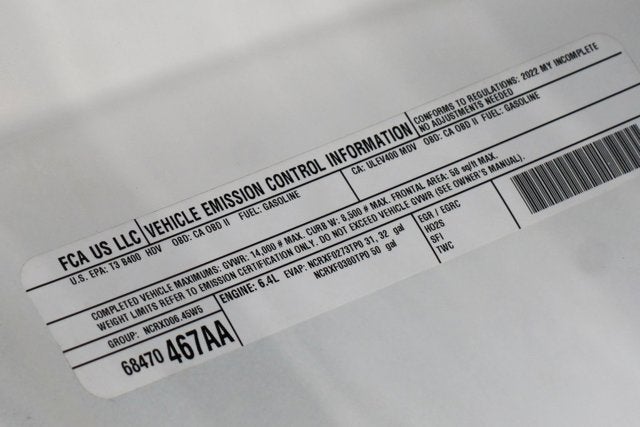 FCA US LLC VEHICLE EMISSION CONTROL INFORMATION CONFORMS TO REGULATIONS: 2022 MY INCOMPLETE
NO ADJUSTMENTS NEEDED
U.S. EPA: T3 B400 HDV OBD: CA OBD II FUEL: GASOLINE CA: ULEV400 MDV OBD: CA OBD II FUEL: GASOLINE
COMPLETED VEHICLE MAXIMUMS: GVWR: 14,000 # MAX. CURB W: 8,500 # MAX. FRONTAL AREA: 58 sq/ft MAX.
WEIGHT LIMITS REFER TO EMISSION CERTIFICATION ONLY. DO NOT EXCEED VEHICLE GVWR (SEE OWNER'S MANUAL).
GROUP: NCRXD06.45W5 ENGINE: 6.4L EVAP: NCRXF0273TP0 31, 32 gal
NCRXF0300TP0 50 gal
EGR / EGRC
HO2S
SFI
TWC
68470 467AA